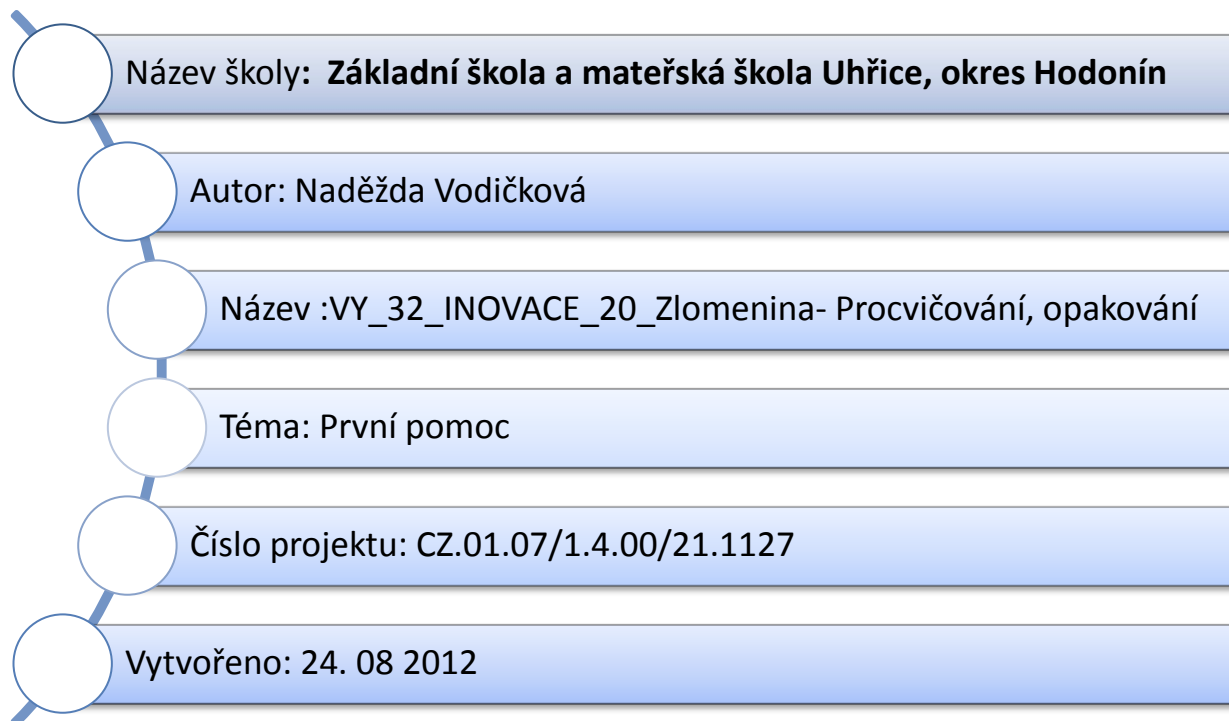 Název školy: Základní škola a mateřská škola Uhřice, okres Hodonín
Autor: Naděžda Vodičková
Název :VY_32_INOVACE_20_Zlomenina- Procvičování, opakování
Téma: První pomoc
Číslo projektu: CZ.01.07/1.4.00/21.1127
Vytvořeno: 24. 08 2012